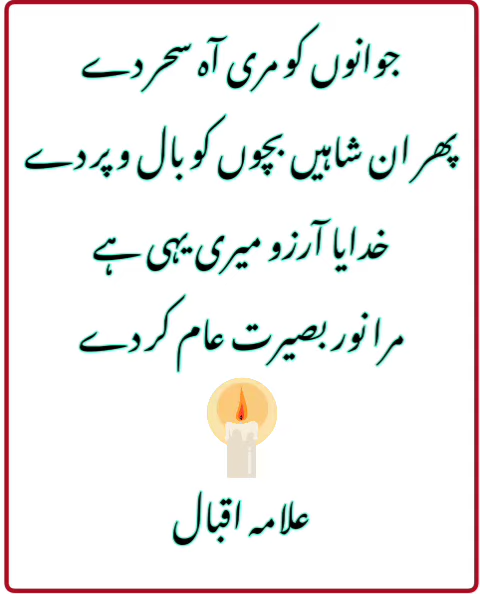 جوانوں کو مری آہ سحر دے
پھر ان شاہیں بچوں کو بال و پر دے
خدایا آرزو میری یہی ہے
مرا نور بصیرت عام کر دے
علامہ اقبال